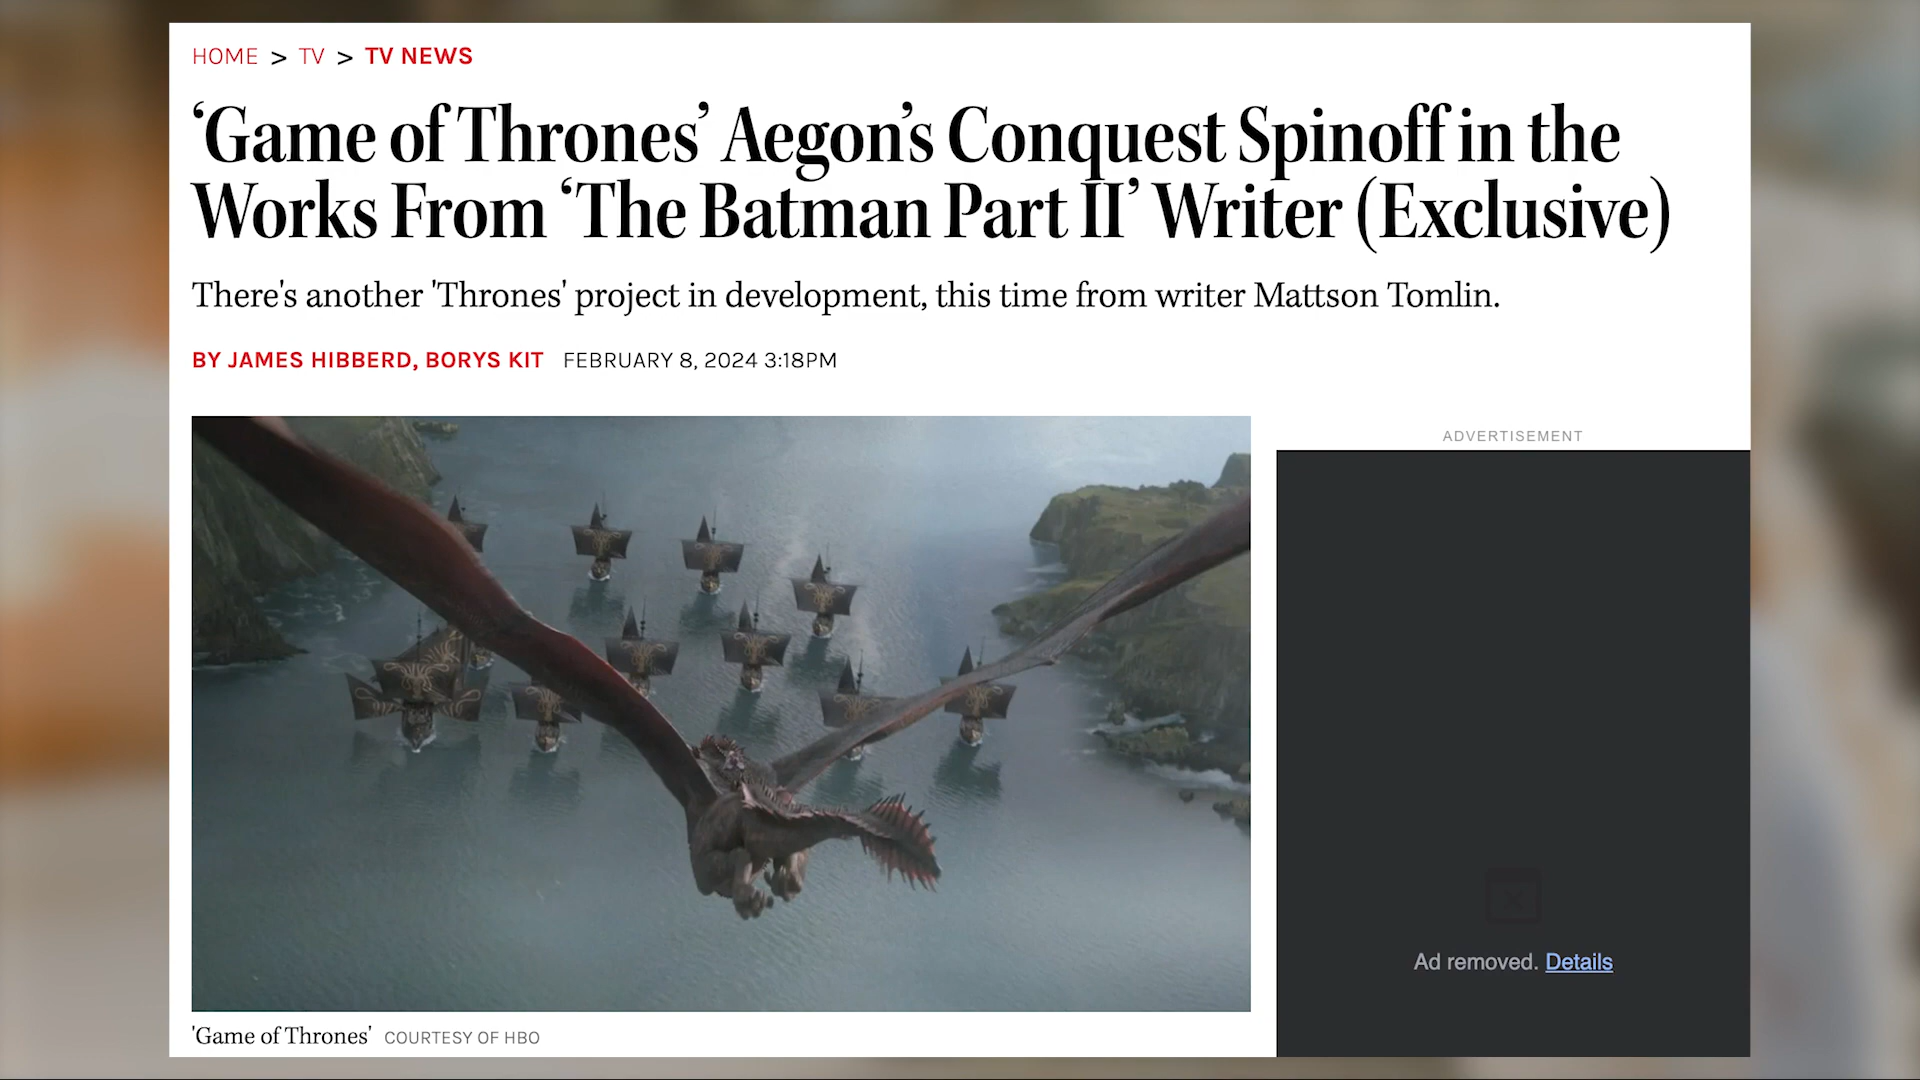 HOME > TV > TV NEWS
‘Game of Thrones’ Aegon’s Conquest Spinoff in the
Works From ‘The Batman Part II’ Writer (Exclusive)
There's another 'Thrones' project in development, this time from writer Mattson Tomlin.
BY JAMES HIBBERD, BORYS KIT FEBRUARY 8, 2024 3:18PM
ADVERTISEMENT
Ad removed. Details
'Game of Thrones' COURTESY OF HBO